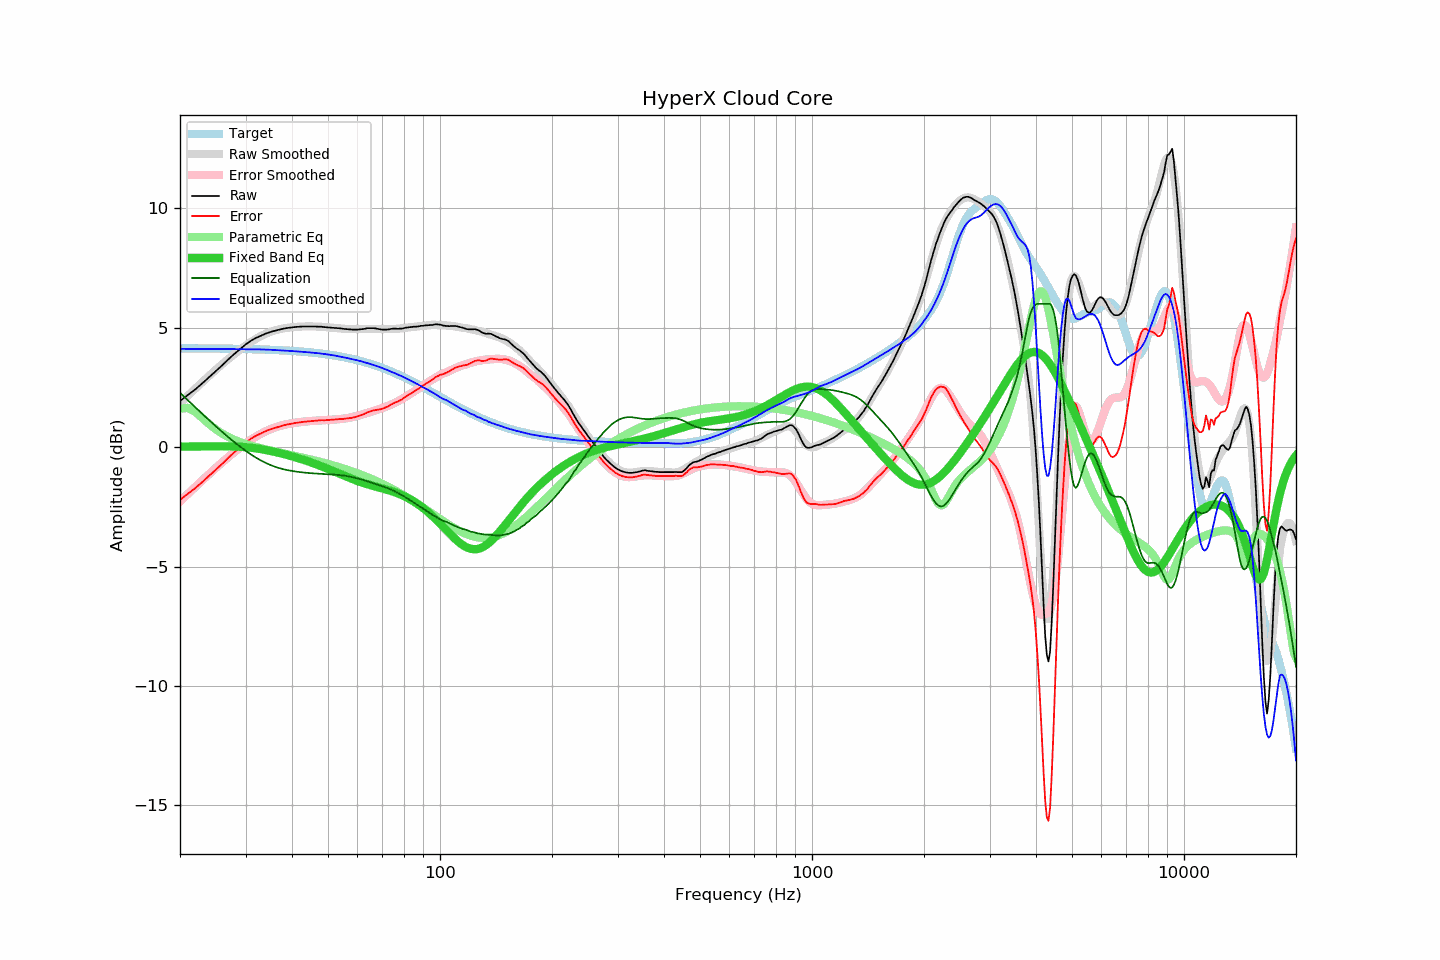 HyperX Cloud Core
Target
Raw Smoothed
Error Smoothed
Raw
Error
Parametric Eq
Fixed Band Eq
Equalization
Equalized smoothed
10
5
0
−5
−10
−15
Amplitude (dBr)
100
1000
10000
Frequency (Hz)